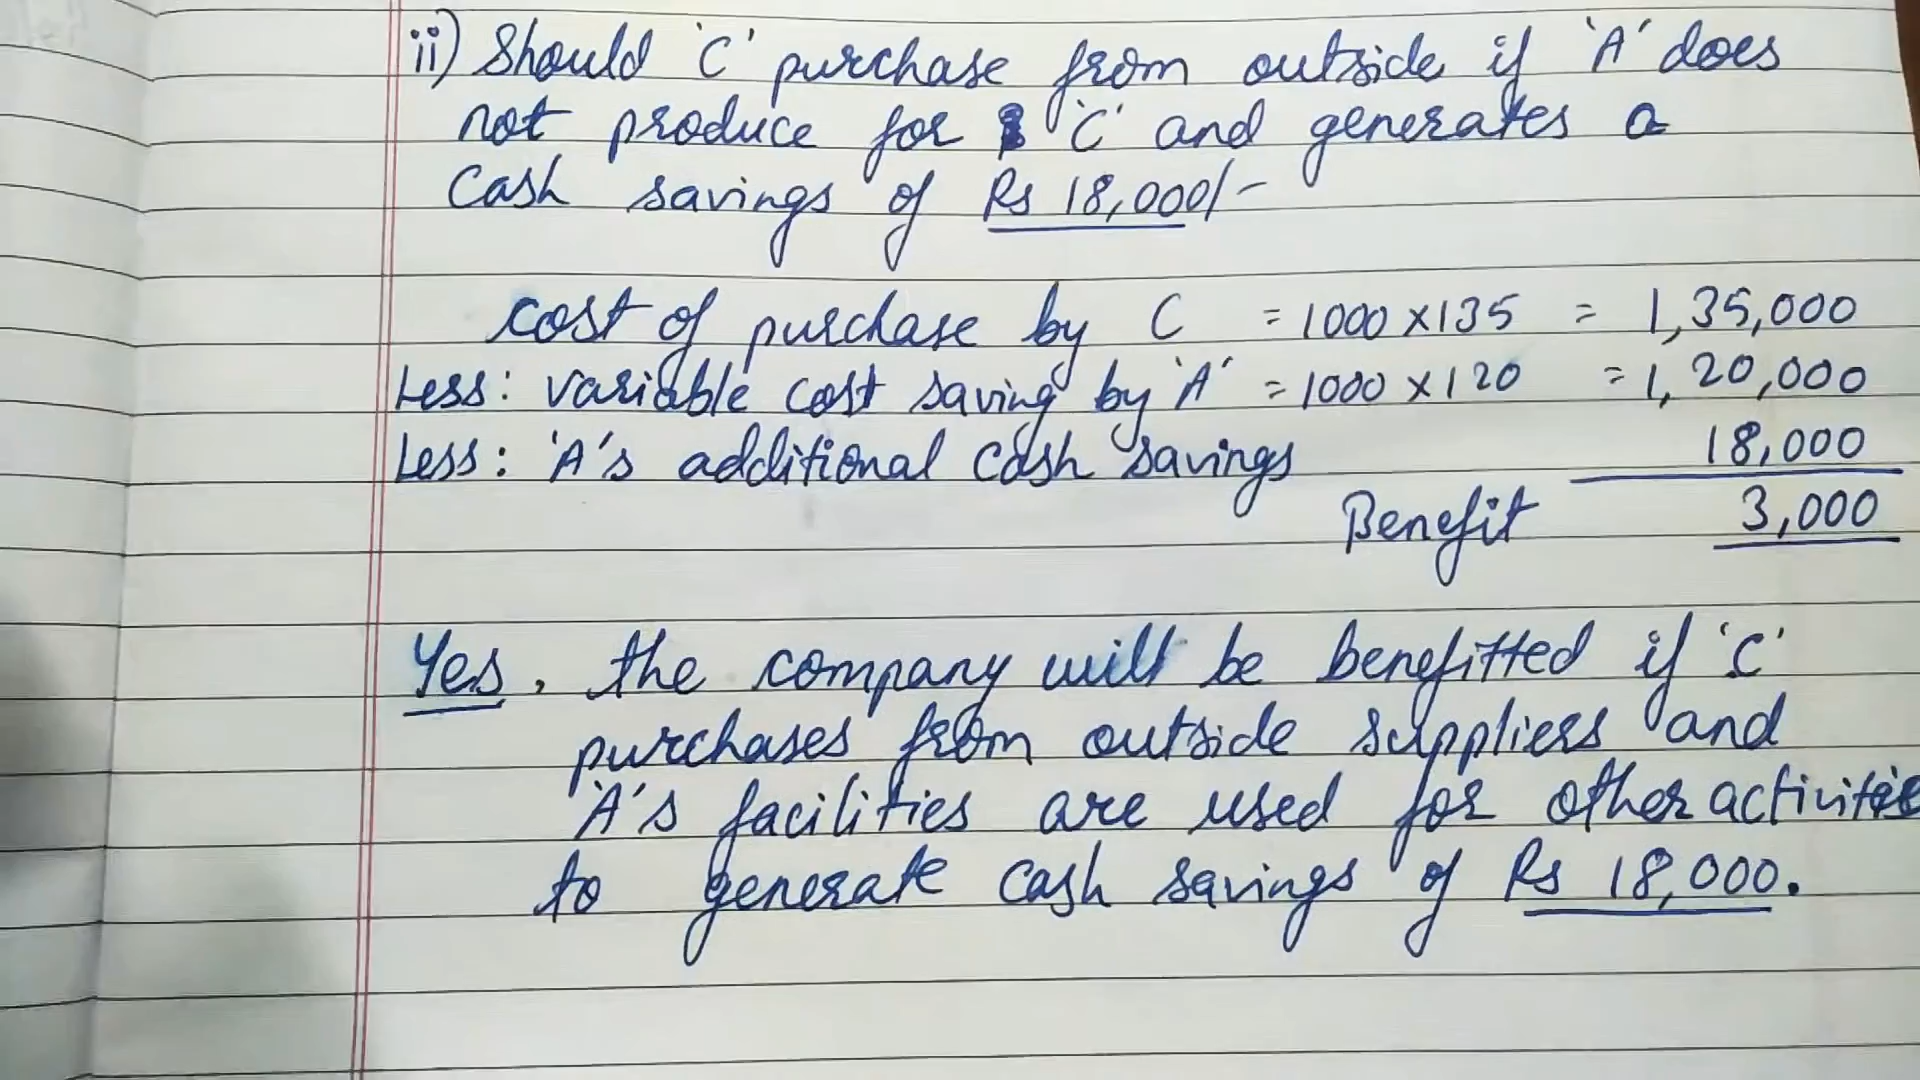 ii) Should 'C' purchase from outside if 'A' does
not produce for 'C' and generates a
cash savings of Rs 18,000/-
cost of purchase by C = 1000 x 135 = 1,35,000
Less: variable cost saving by 'A' = 1000 x 120 = 1,20,000
Less: 'A's additional cash savings 18,000
Benefit 3,000
Yes, the company will be benefitted if 'C'
purchases from outside suppliers and
'A's facilities are used for other activities
to generate cash savings of Rs 18,000.